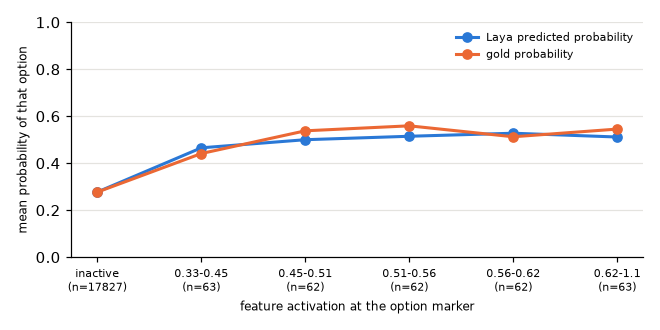 1.0
0.8
0.6
0.4
0.2
0.0
mean probability of that option
Laya predicted probability
gold probability
inactive
(n=17827)
0.33-0.45
(n=63)
0.45-0.51
(n=62)
0.51-0.56
(n=62)
0.56-0.62
(n=62)
0.62-1.1
(n=63)
feature activation at the option marker